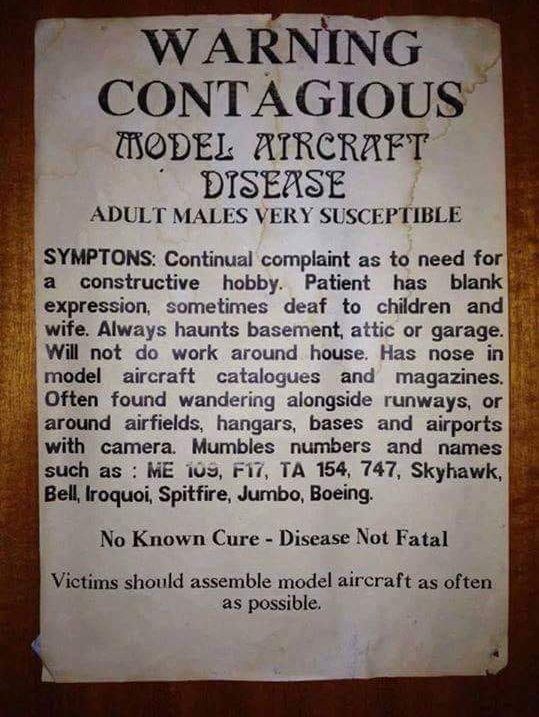 WARNING
CONTAGIOUS
MODEL AIRCRAFT
DISEASE
ADULT MALES VERY SUSCEPTIBLE
SYMPTONS: Continual complaint as to need for
a constructive hobby. Patient has blank
expression, sometimes deaf to children and
wife. Always haunts basement, attic or garage.
Will not do work around house. Has nose in
model aircraft catalogues and magazines.
Often found wandering alongside runways, or
around airfields, hangars, bases and airports
with camera. Mumbles numbers and names
such as : ME 109, F17, TA 154, 747, Skyhawk,
Bell, Iroquoi, Spitfire, Jumbo, Boeing.
No Known Cure - Disease Not Fatal
Victims should assemble model aircraft as often
as possible.